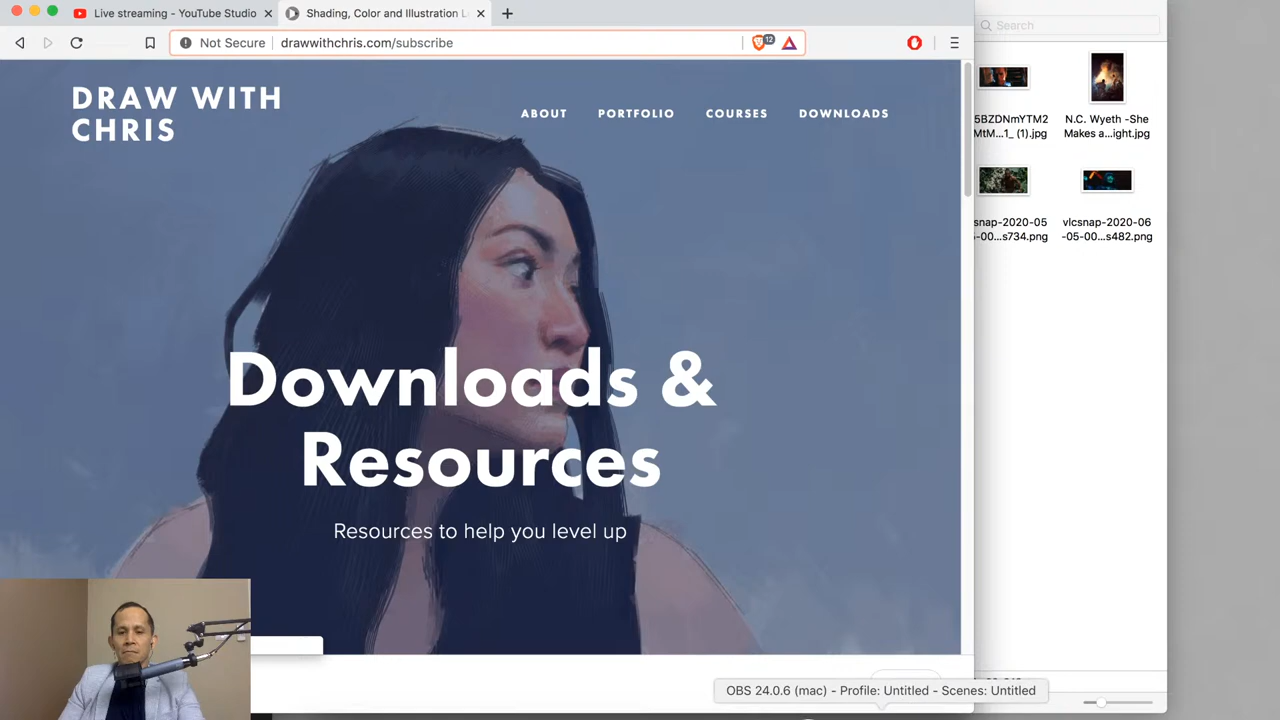 Live streaming - YouTube Studio
Shading, Color and Illustration L
Search
Not Secure
drawwithchris.com/subscribe
12
DRAW WITH
CHRIS
ABOUT
PORTFOLIO
COURSES
DOWNLOADS
Downloads &
Resources
Resources to help you level up
5BZDNmYTM2
MtM...1_ (1).jpg
N.C. Wyeth -She
Makes a...ight.jpg
snap-2020-05
-00...s734.png
vlcsnap-2020-06
-05-00...s482.png
OBS 24.0.6 (mac) - Profile: Untitled - Scenes: Untitled